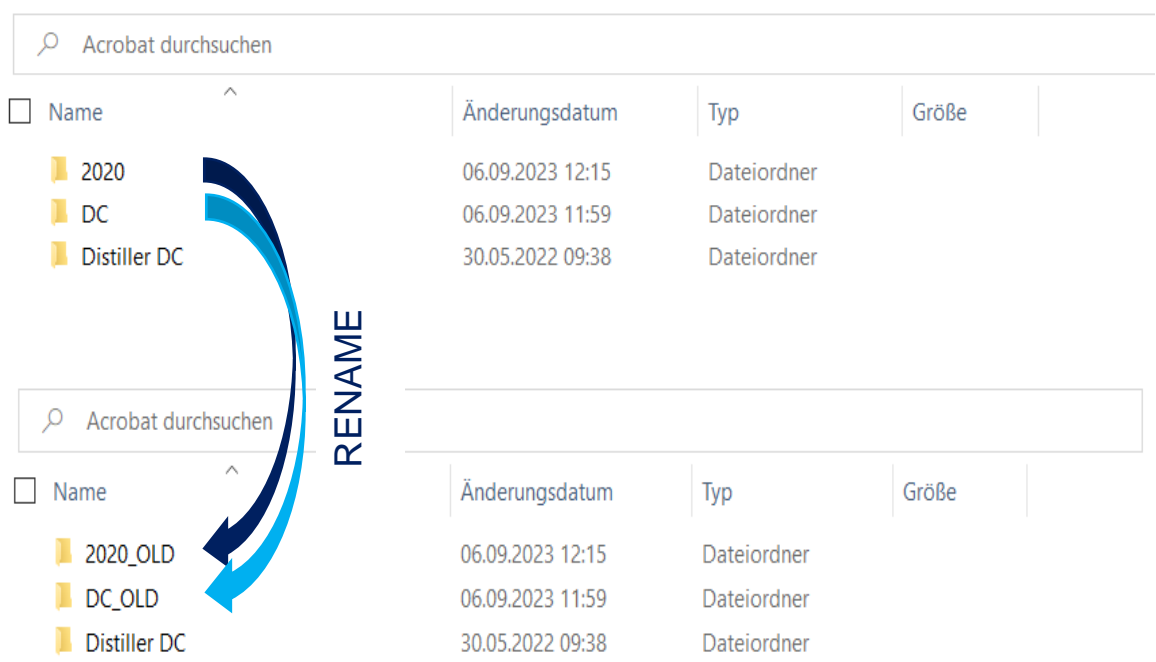 Acrobat durchsuchen
Name Änderungsdatum Typ Größe
2020 06.09.2023 12:15 Dateiordner
DC 06.09.2023 11:59 Dateiordner
Distiller DC 30.05.2022 09:38 Dateiordner
RENAME
Acrobat durchsuchen
Name Änderungsdatum Typ Größe
2020_OLD 06.09.2023 12:15 Dateiordner
DC_OLD 06.09.2023 11:59 Dateiordner
Distiller DC 30.05.2022 09:38 Dateiordner